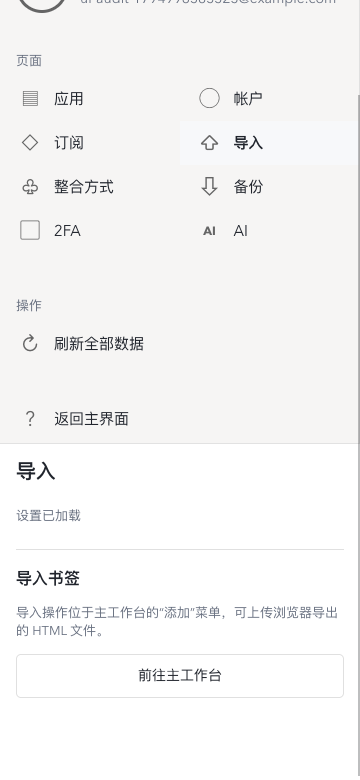 页面
应用
帐户
订阅
导入
整合方式
备份
2FA
AI AI
操作
刷新全部数据
? 返回主界面
导入
设置已加载
导入书签
导入操作位于主工作台的“添加”菜单，可上传浏览器导出
的 HTML 文件。
前往主工作台